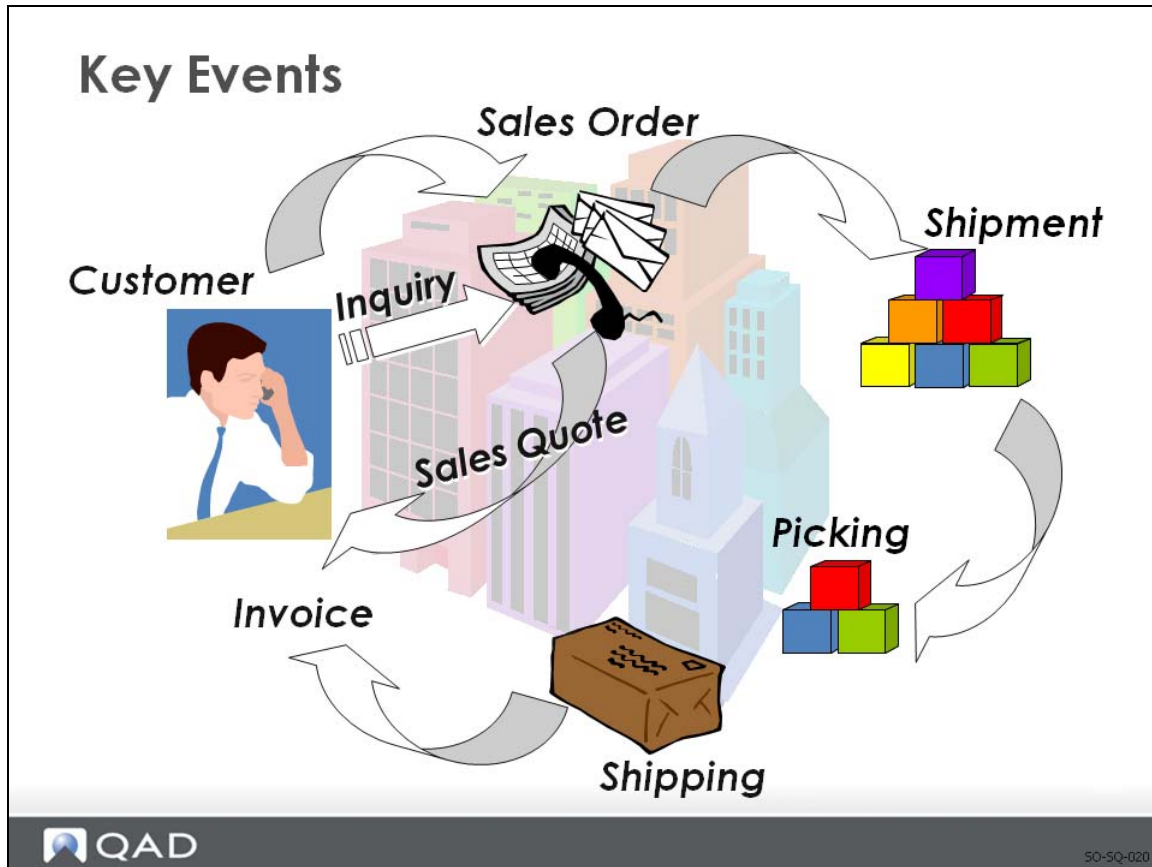 Key Events
Sales Order
Shipment
Customer
Inquiry
Sales Quote
Picking
Invoice
Shipping
QAD
SO-SQ-020